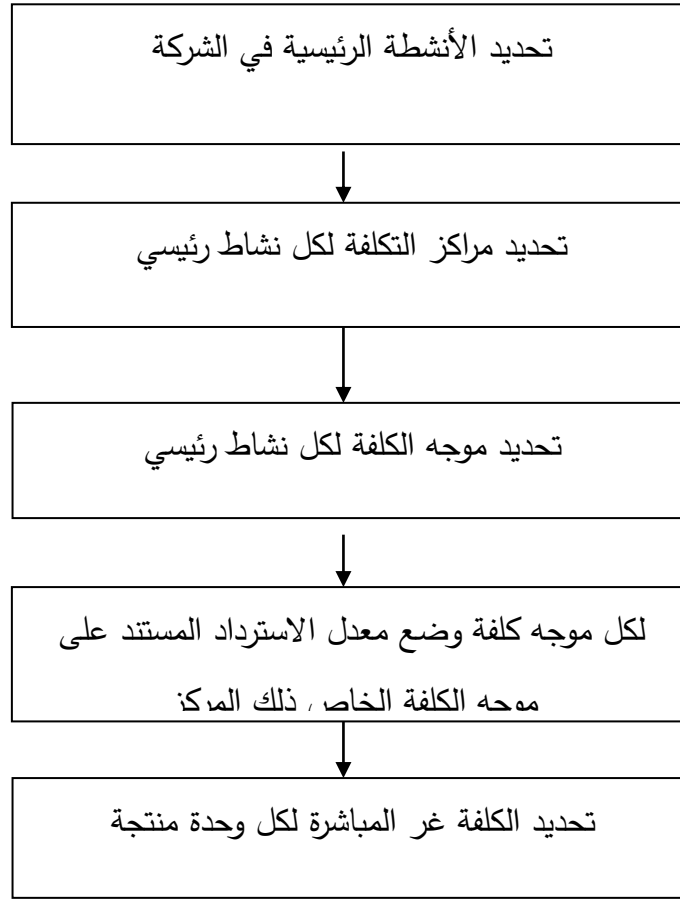 تحديد الأنشطة الرئيسية في الشركة
تحديد مراكز التكلفة لكل نشاط رئيسي
تحديد موجه الكلفة لكل نشاط رئيسي
لكل موجه كلفة وضع معدل الاسترداد المستند على
موجه الكلفة الخاص ذلك المركز
تحديد الكلفة غر المباشرة لكل وحدة منتجة